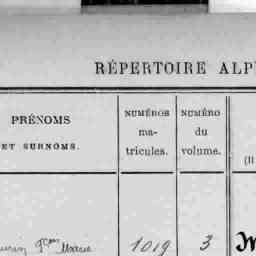 RÉPERTOIRE ALP
PRÉNOMS
ET SURNOMS.
NUMÉROS
ma-
tricules.
NUMÉRO
du
volume.
1019
3